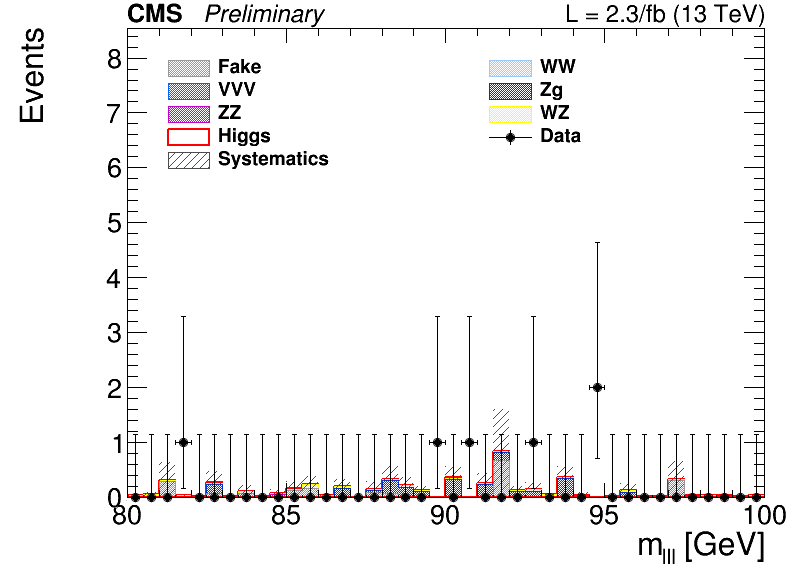 CMS Preliminary L = 2.3/fb (13 TeV)
Events
8
7
6
5
4
3
2
1
0
Fake
VVV
ZZ
Higgs
Systematics
WW
Zg
WZ
Data
80 85 90 95 100
m_lll [GeV]